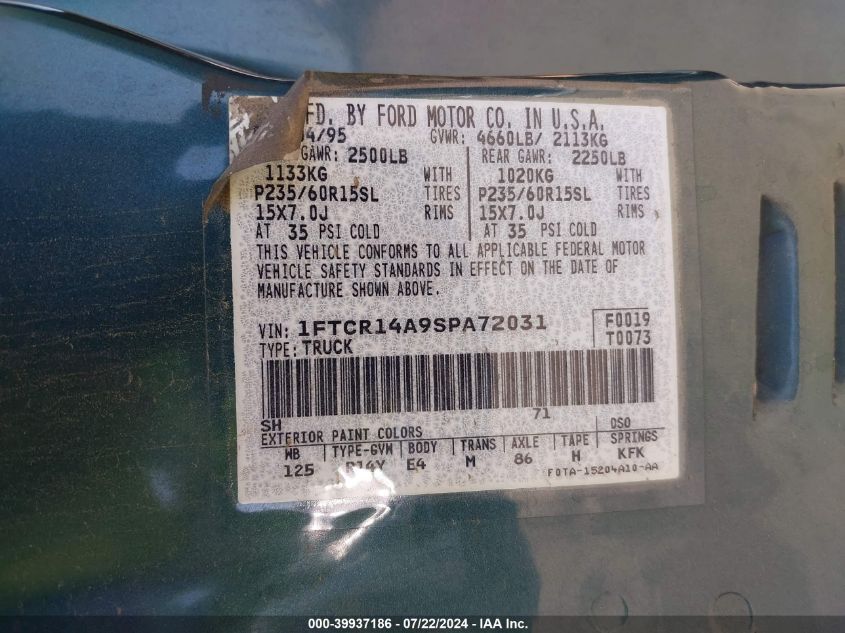 FD. BY FORD MOTOR CO. IN U.S.A.
4/95 GVWR: 4660LB/ 2113KG
GAWR: 2500LB REAR GAWR: 2250LB
1133KG WITH 1020KG WITH
P235/60R15SL TIRES P235/60R15SL TIRES
15X7.0J RIMS 15X7.0J RIMS
AT 35 PSI COLD AT 35 PSI COLD
THIS VEHICLE CONFORMS TO ALL APPLICABLE FEDERAL MOTOR
VEHICLE SAFETY STANDARDS IN EFFECT ON THE DATE OF
MANUFACTURE SHOWN ABOVE.
VIN: 1FTCR14A9SPA72031 F0019
TYPE: TRUCK T0073
SH 71
EXTERIOR PAINT COLORS DSO
WB TYPE-GVW BODY TRANS AXLE TAPE SPRINGS
125 R14Y E4 M 86 H KFK
F0TA-15204A10-AA
000-39937186 - 07/22/2024 - IAA Inc.